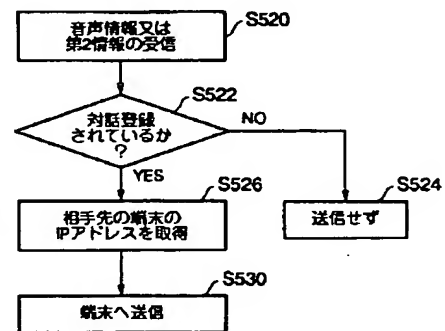 S520
音声情報又は
第2情報の受信
S522
対話登録
されているか
?
NO
YES
S526
相手先の端末の
IPアドレスを取得
S524
送信せず
S530
端末へ送信